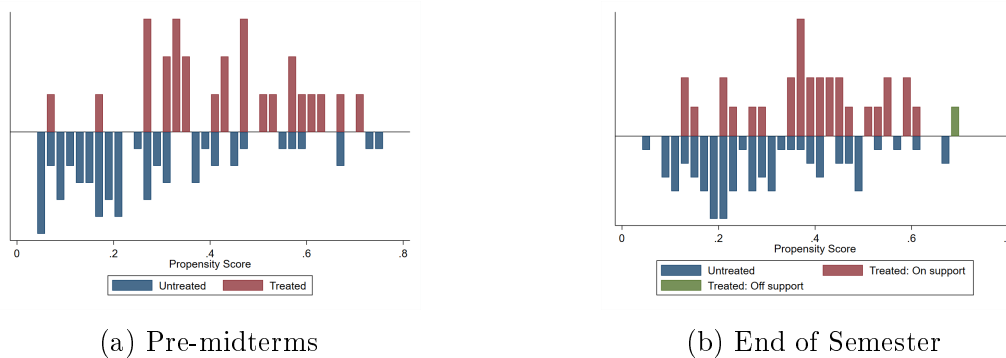 0 .2 .4 .6 .8
Propensity Score
Untreated Treated
(a) Pre-midterms
0 .2 .4 .6
Propensity Score
Untreated Treated: On support
Treated: Off support
(b) End of Semester